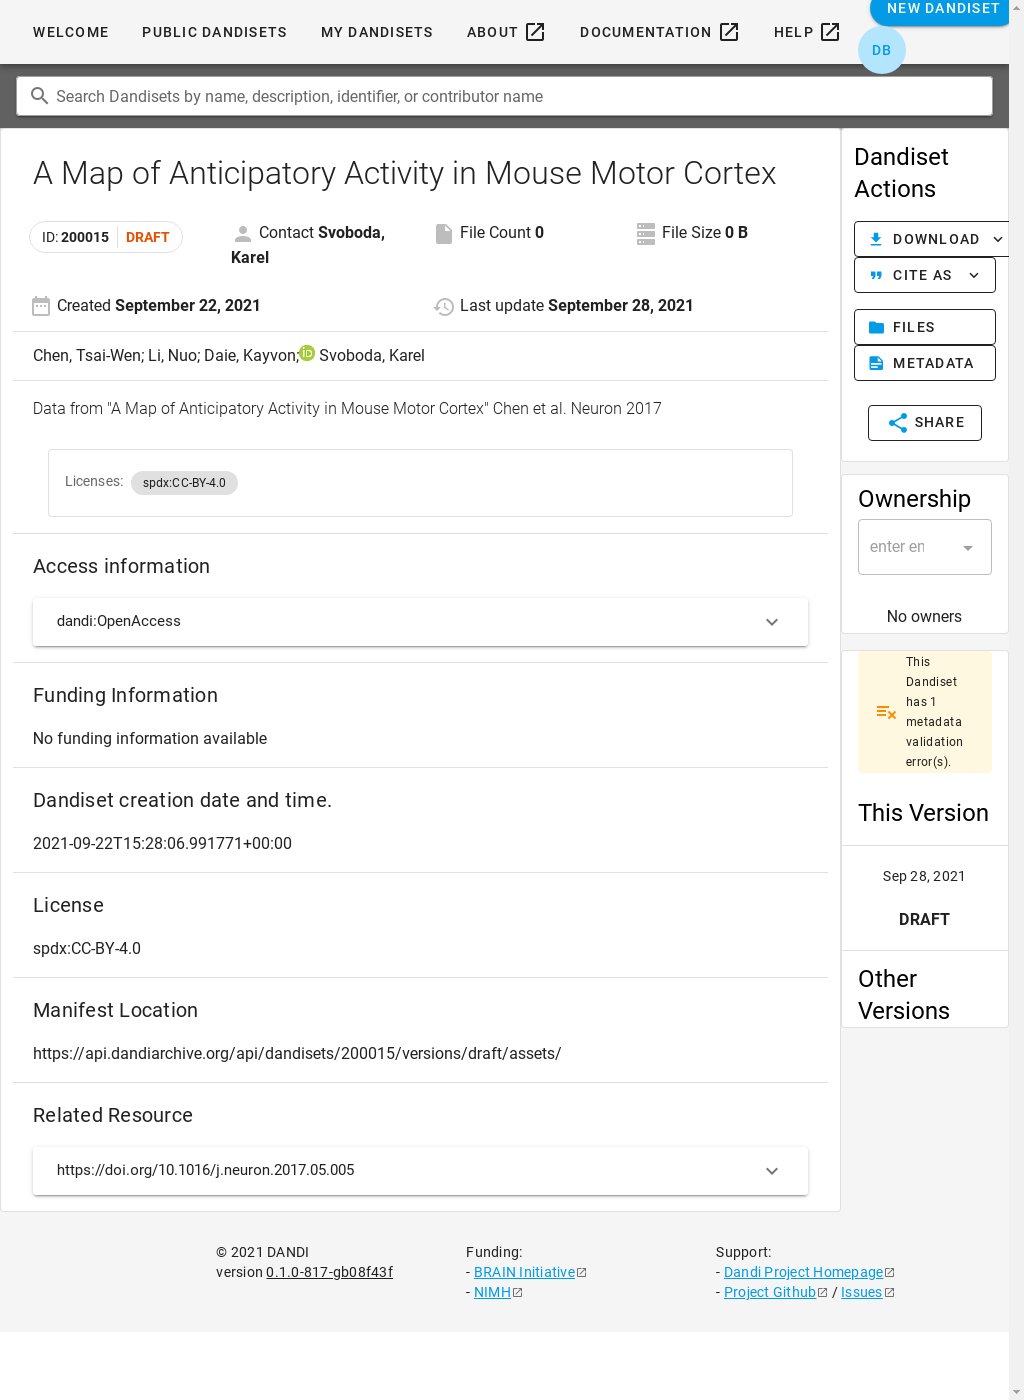 WELCOME PUBLIC DANDISETS MY DANDISETS ABOUT DOCUMENTATION HELP NEW DANDISET
DB
Search Dandisets by name, description, identifier, or contributor name
A Map of Anticipatory Activity in Mouse Motor Cortex
ID: 200015 DRAFT
Contact Svoboda, Karel
File Count 0
File Size 0 B
Created September 22, 2021
Last update September 28, 2021
Chen, Tsai-Wen; Li, Nuo; Daie, Kayvon; iD Svoboda, Karel
Data from "A Map of Anticipatory Activity in Mouse Motor Cortex" Chen et al. Neuron 2017
Licenses: spdx:CC-BY-4.0
Access information
dandi:OpenAccess
Funding Information
No funding information available
Dandiset creation date and time.
2021-09-22T15:28:06.991771+00:00
License
spdx:CC-BY-4.0
Manifest Location
https://api.dandiarchive.org/api/dandisets/200015/versions/draft/assets/
Related Resource
https://doi.org/10.1016/j.neuron.2017.05.005
Dandiset
Actions
DOWNLOAD
CITE AS
FILES
METADATA
SHARE
Ownership
enter en
No owners
This
Dandiset
has 1
metadata
validation
error(s).
This Version
Sep 28, 2021
DRAFT
Other
Versions
© 2021 DANDI
version 0.1.0-817-gb08f43f
Funding:
- BRAIN Initiative
- NIMH
Support:
- Dandi Project Homepage
- Project Github / Issues